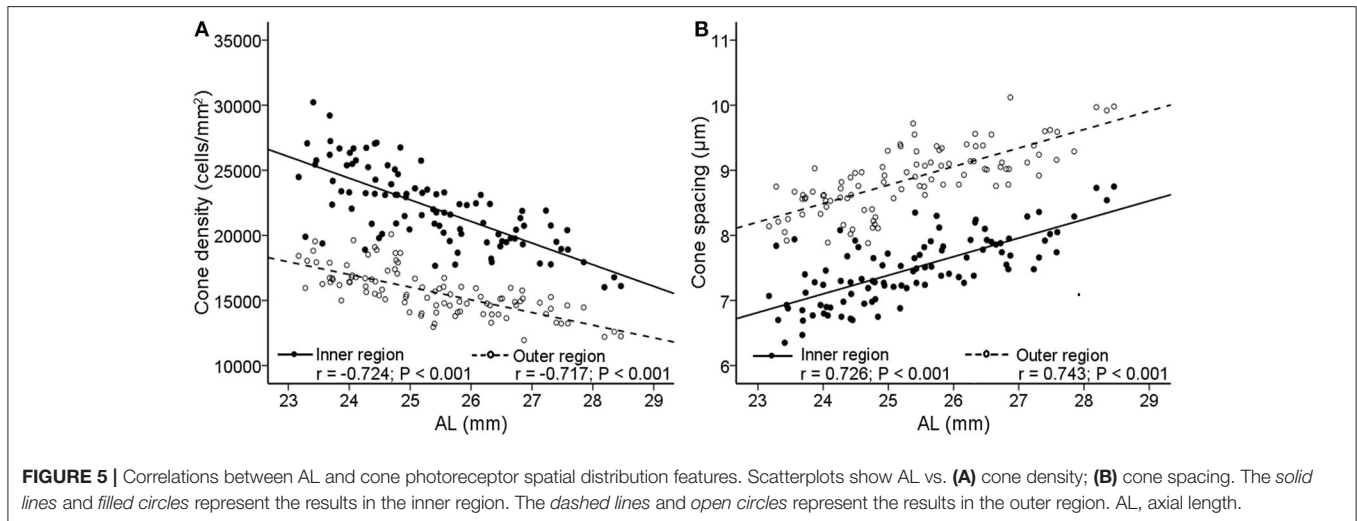 A
35000
30000
25000
20000
15000
10000
Cone density (cells/mm²)
Inner region
r = -0.724; P < 0.001
Outer region
r = -0.717; P < 0.001
23 24 25 26 27 28 29
AL (mm)
B
11
10
9
8
7
6
Cone spacing (µm)
Inner region
r = 0.726; P < 0.001
Outer region
r = 0.743; P < 0.001
23 24 25 26 27 28 29
AL (mm)
FIGURE 5 | Correlations between AL and cone photoreceptor spatial distribution features. Scatterplots show AL vs. (A) cone density; (B) cone spacing. The solid
lines and filled circles represent the results in the inner region. The dashed lines and open circles represent the results in the outer region. AL, axial length.